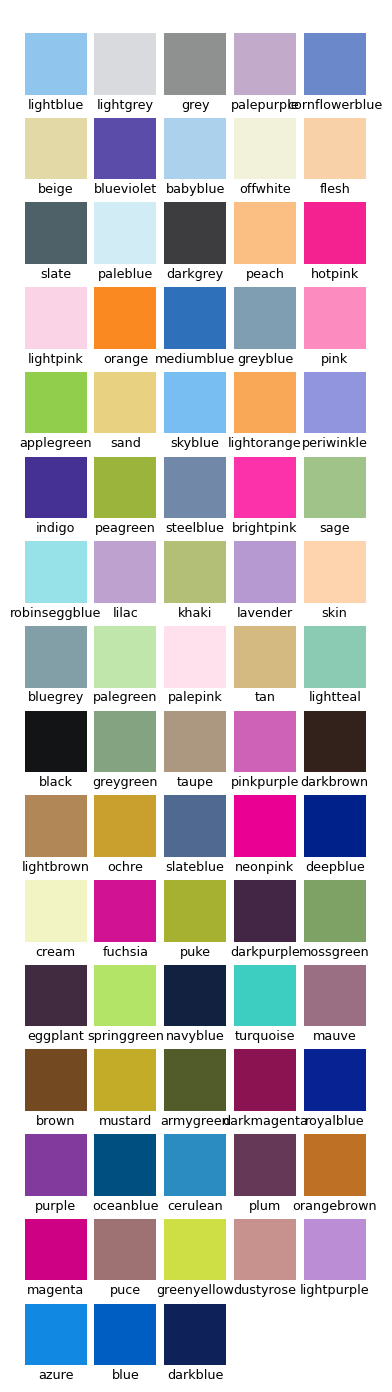 lightblue lightgrey grey palepurple cornflowerblue
beige blueviolet babyblue offwhite flesh
slate paleblue darkgrey peach hotpink
lightpink orange mediumblue greyblue pink
applegreen sand skyblue lightorange periwinkle
indigo peagreen steelblue brightpink sage
robinseggblue lilac khaki lavender skin
bluegrey palegreen palepink tan lightteal
black greygreen taupe pinkpurple darkbrown
lightbrown ochre slateblue neonpink deepblue
cream fuchsia puke darkpurple mossgreen
eggplant springgreen navyblue turquoise mauve
brown mustard armygreen darkmagenta royalblue
purple oceanblue cerulean plum orangebrown
magenta puce greenyellow dustyrose lightpurple
azure blue darkblue